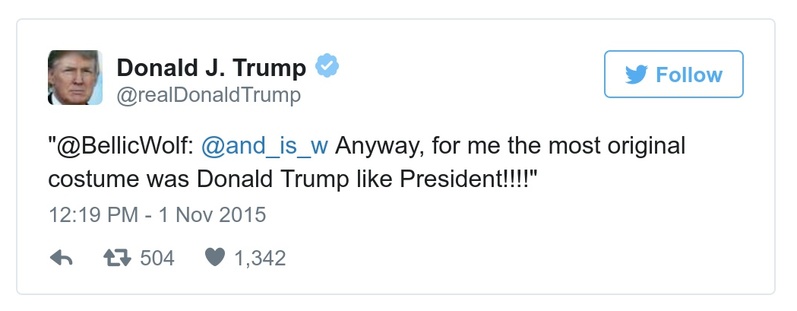 Donald J. Trump
@realDonaldTrump
Follow
"@BellicWolf: @and_is_w Anyway, for me the most original
costume was Donald Trump like President!!!!"
12:19 PM - 1 Nov 2015
504 1,342